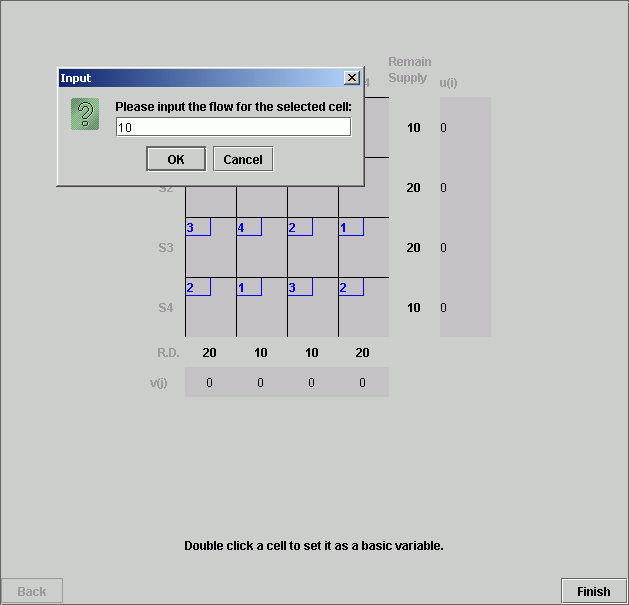 Remain
Supply
u(i)
4
Input
Please input the flow for the selected cell:
10
OK
Cancel
10
0
S2
20
0
3
4
2
1
S3
20
0
2
1
3
2
S4
10
0
R.D.
20
10
10
20
v(j)
0
0
0
0
Double click a cell to set it as a basic variable.
Back
Finish